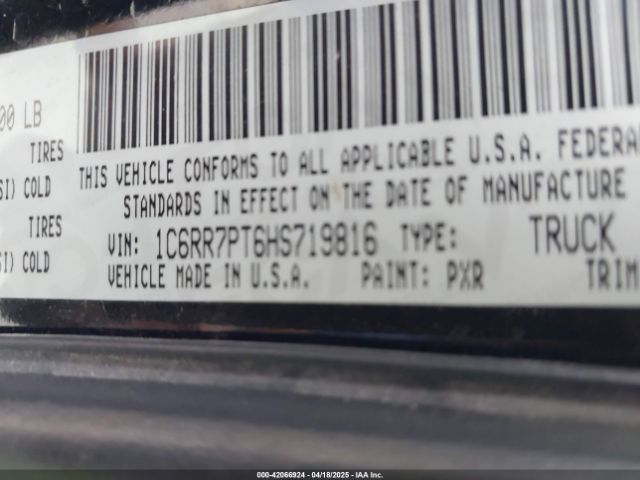 00 LB
TIRES
SI) COLD
TIRES
SI) COLD
THIS VEHICLE CONFORMS TO ALL APPLICABLE U.S.A. FEDERA
STANDARDS IN EFFECT ON THE DATE OF MANUFACTURE
VIN: 1C6RR7PT6HS719816 TYPE: TRUCK
VEHICLE MADE IN U.S.A. PAINT: PXR TRIM
000-42066924 - 04/18/2025 - IAA Inc.